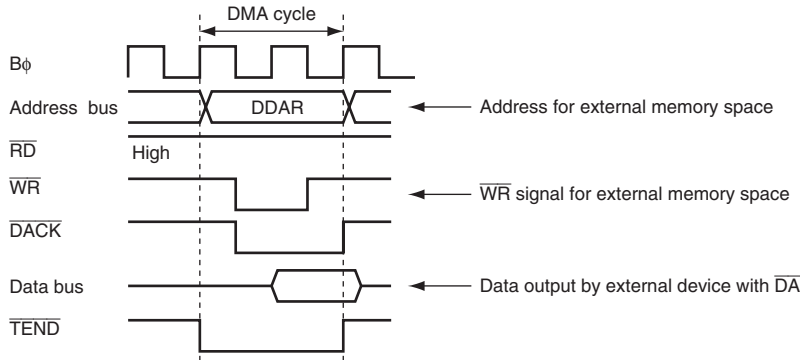 DMA cycle
Bϕ
Address bus DDAR Address for external memory space
RD High
WR WR signal for external memory space
DACK
Data bus Data output by external device with DA
TEND